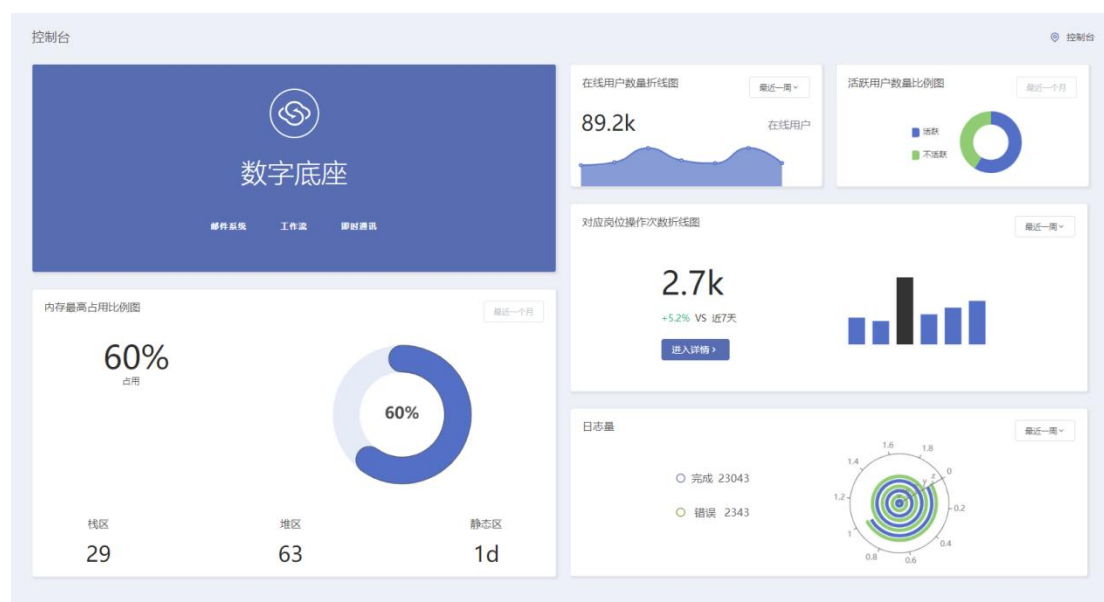 控制台
控制台
数字底座
邮件系统 工作流 即时通讯
在线用户数量折线图
最近一周
89.2k
在线用户
活跃用户数量比例图
最近一个月
活跃
不活跃
对应岗位操作次数折线图
最近一周
2.7k
+5.2% VS 近7天
进入详情 >
内存最高占用比例图
最近一个月
60%
占用
60%
栈区 堆区 静态区
29 63 1d
日志量
最近一周
完成 23043
错误 2343
1.6 1.8
1.4 0
1.2 0.2
1 0.4
0.8 0.6
z
y